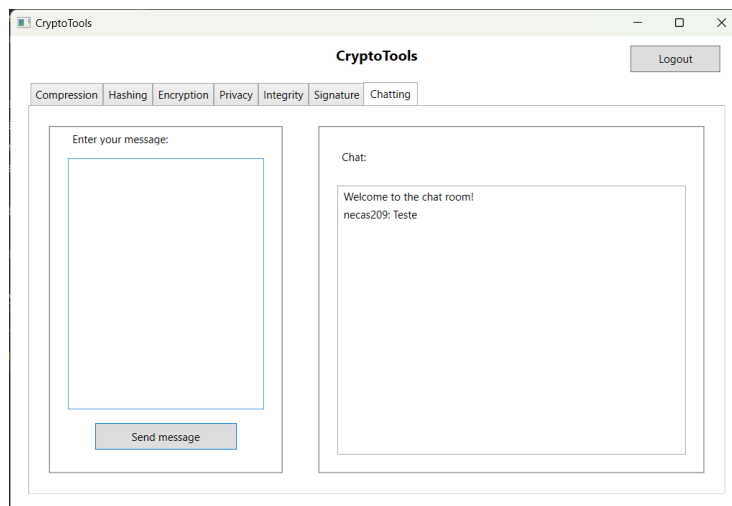 CryptoTools
CryptoTools
Logout
Compression Hashing Encryption Privacy Integrity Signature Chatting
Enter your message:
Chat:
Welcome to the chat room!
necas209: Teste
Send message